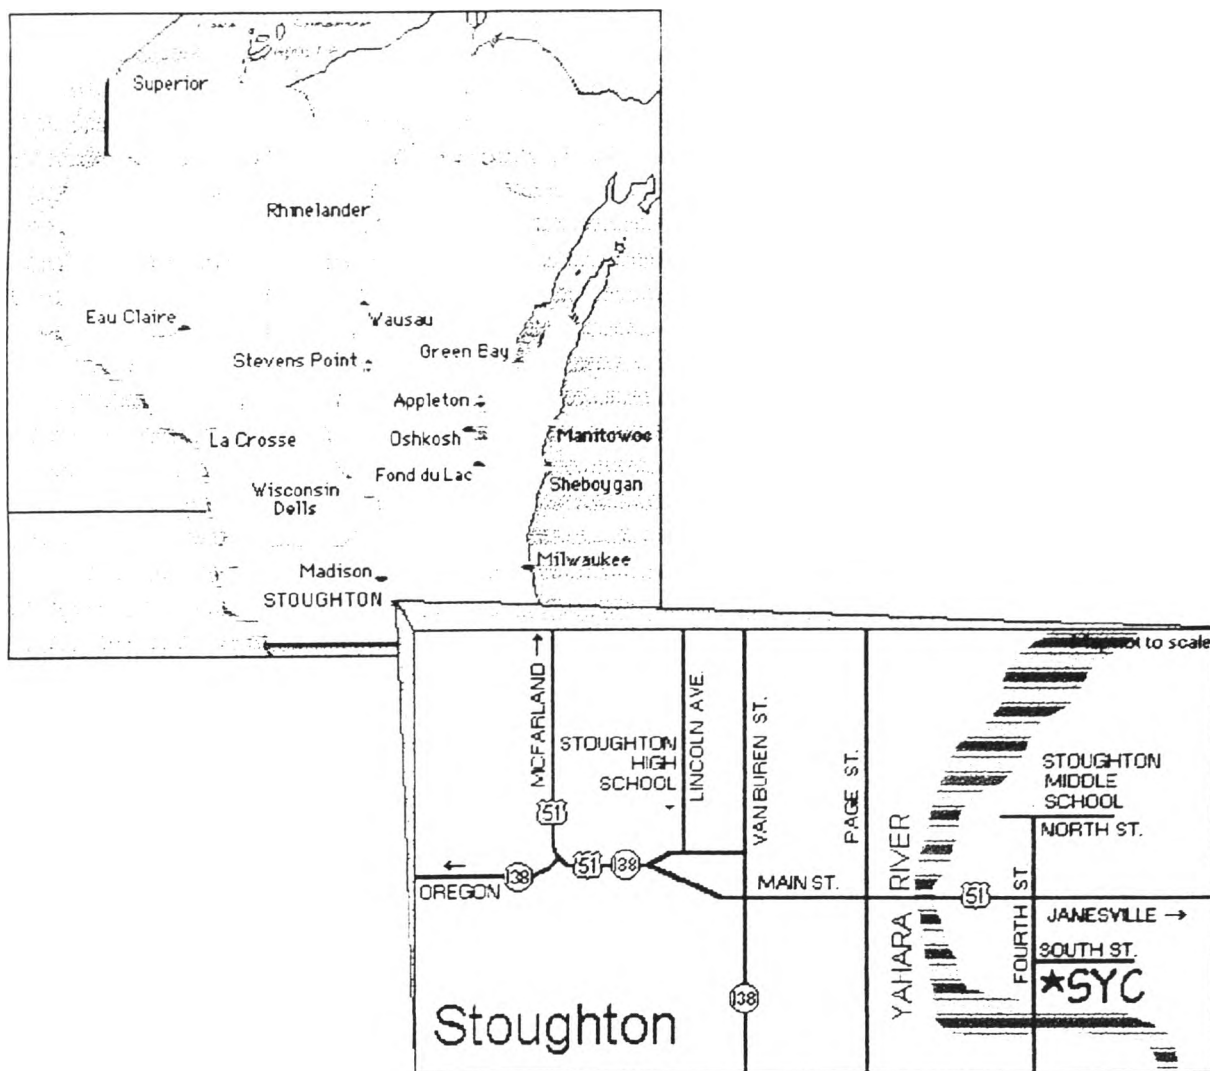 Superior
Rhinelander
Eau Claire
Wausau
Green Bay
Stevens Point
Appleton
Oshkosh
Manitowoc
La Crosse
Fond du Lac
Sheboygan
Wisconsin
Dells
Milwaukee
Madison
STOUGHTON
to scale
MCFARLAND →
LINCOLN AVE.
VAN BUREN ST.
PAGE ST.
STOUGHTON
HIGH
SCHOOL
STOUGHTON
MIDDLE
SCHOOL
NORTH ST.
51
←
OREGON
138
51
138
MAIN ST.
YAHARA RIVER
51
FOURTH ST
JANESVILLE →
SOUTH ST.
★SYC
138
Stoughton